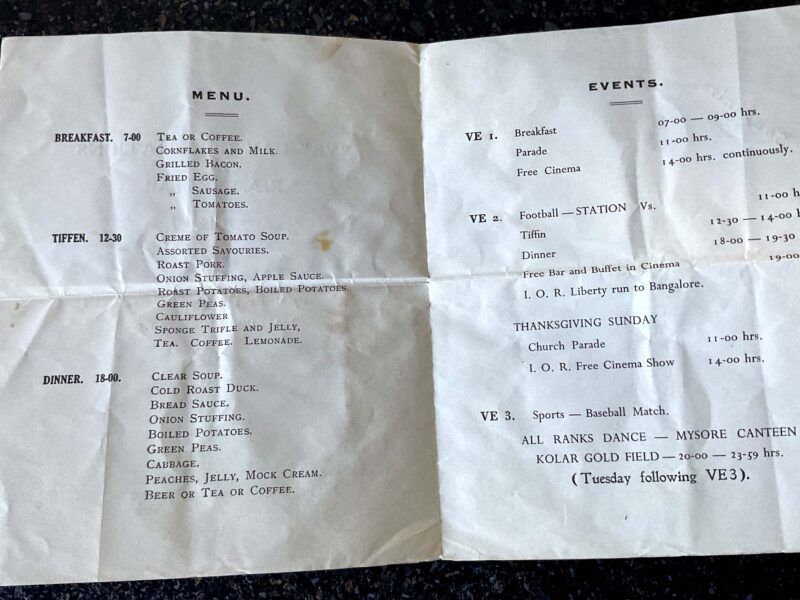 MENU.
BREAKFAST. 7-00 TEA OR COFFEE.
CORNFLAKES AND MILK.
GRILLED BACON.
FRIED EGG.
„ SAUSAGE.
„ TOMATOES.
TIFFEN. 12-30 CREME OF TOMATO SOUP.
ASSORTED SAVOURIES.
ROAST PORK.
ONION STUFFING, APPLE SAUCE.
ROAST POTATOES, BOILED POTATOES
GREEN PEAS.
CAULIFLOWER
SPONGE TRIFLE AND JELLY,
TEA. COFFEE. LEMONADE.
DINNER. 18-00. CLEAR SOUP.
COLD ROAST DUCK.
BREAD SAUCE.
ONION STUFFING.
BOILED POTATOES.
GREEN PEAS.
CABBAGE.
PEACHES, JELLY, MOCK CREAM.
BEER OR TEA OR COFFEE.
EVENTS.
VE 1. Breakfast 07-00 — 09-00 hrs.
Parade 11-00 hrs.
Free Cinema 14-00 hrs. continuously.
VE 2. Football — STATION Vs. 11-00 h
Tiffin 12-30 — 14-00 h
Dinner 18-00 — 19-30
Free Bar and Buffet in Cinema 19-00
I. O. R. Liberty run to Bangalore.
THANKSGIVING SUNDAY
Church Parade 11-00 hrs.
I. O. R. Free Cinema Show 14-00 hrs.
VE 3. Sports — Baseball Match.
ALL RANKS DANCE — MYSORE CANTEEN
KOLAR GOLD FIELD — 20-00 — 23-59 hrs.
(Tuesday following VE3).